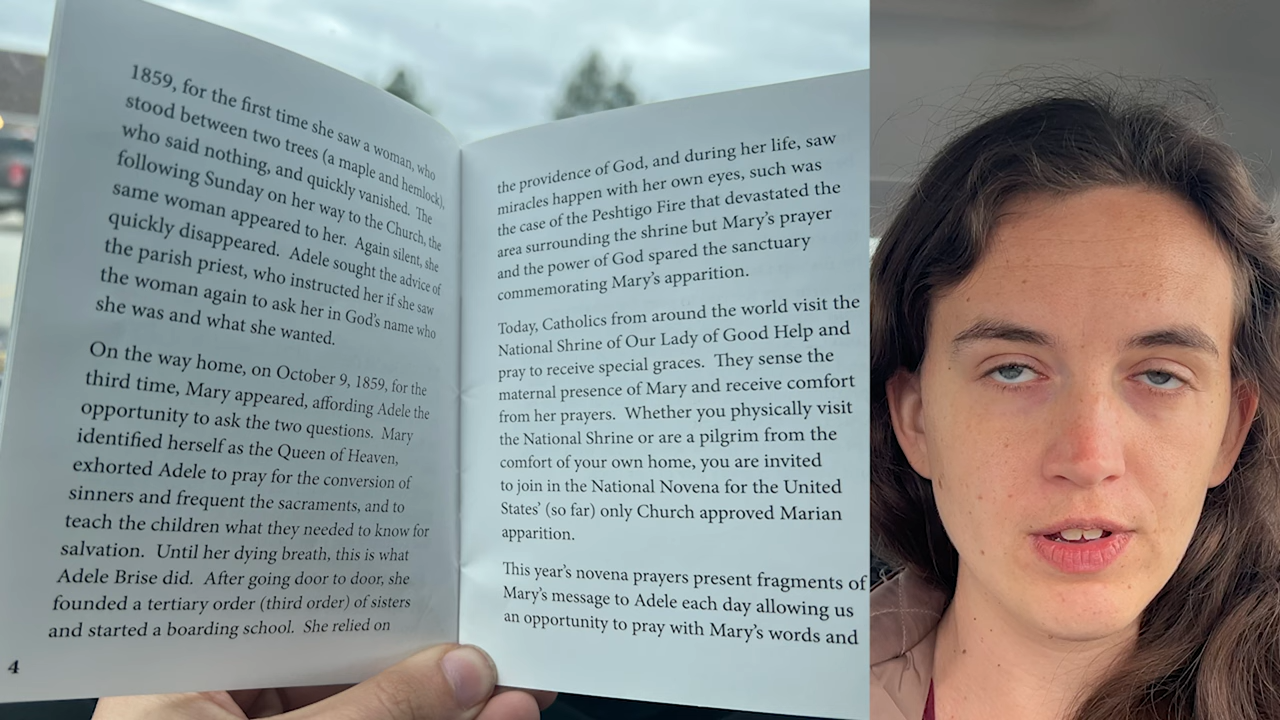 1859, for the first time she saw a woman, who
stood between two trees (a maple and hemlock),
who said nothing, and quickly vanished. The
following Sunday on her way to the Church, the
same woman appeared to her. Again silent, she
quickly disappeared. Adele sought the advice of
the parish priest, who instructed her if she saw
the woman again to ask her in God's name who
she was and what she wanted.
On the way home, on October 9, 1859, for the
third time, Mary appeared, affording Adele the
opportunity to ask the two questions. Mary
identified herself as the Queen of Heaven,
exhorted Adele to pray for the conversion of
sinners and frequent the sacraments, and to
teach the children what they needed to know for
salvation. Until her dying breath, this is what
Adele Brise did. After going door to door, she
founded a tertiary order (third order) of sisters
and started a boarding school. She relied on
4
the providence of God, and during her life, saw
miracles happen with her own eyes, such was
the case of the Peshtigo Fire that devastated the
area surrounding the shrine but Mary's prayer
and the power of God spared the sanctuary
commemorating Mary's apparition.
Today, Catholics from around the world visit the
National Shrine of Our Lady of Good Help and
pray to receive special graces. They sense the
maternal presence of Mary and receive comfort
from her prayers. Whether you physically visit
the National Shrine or are a pilgrim from the
comfort of your own home, you are invited
to join in the National Novena for the United
States' (so far) only Church approved Marian
apparition.
This year's novena prayers present fragments of
Mary's message to Adele each day allowing us
an opportunity to pray with Mary's words and